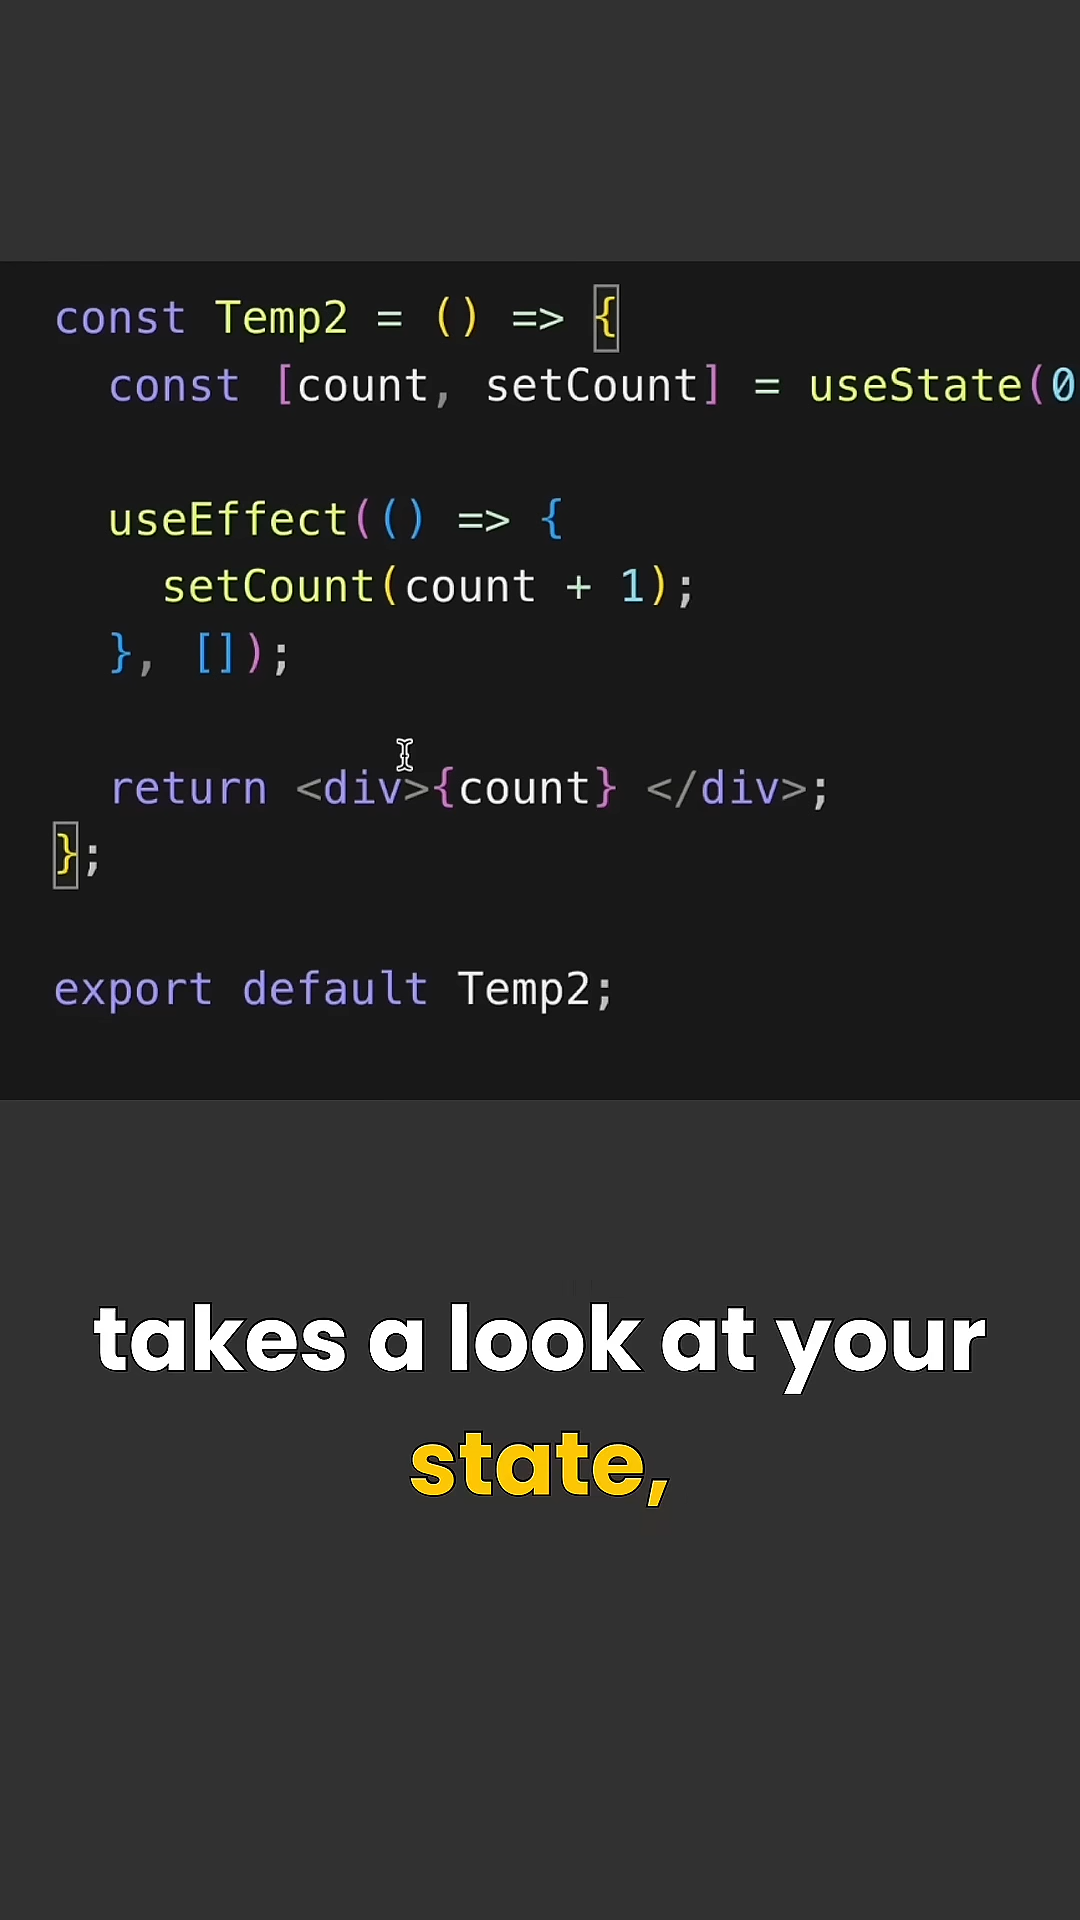 const Temp2 = () => {
const [count, setCount] = useState(0
useEffect(() => {
setCount(count + 1);
}, []);
return <div>{count} </div>;
};
export default Temp2;
takes a look at your
state,